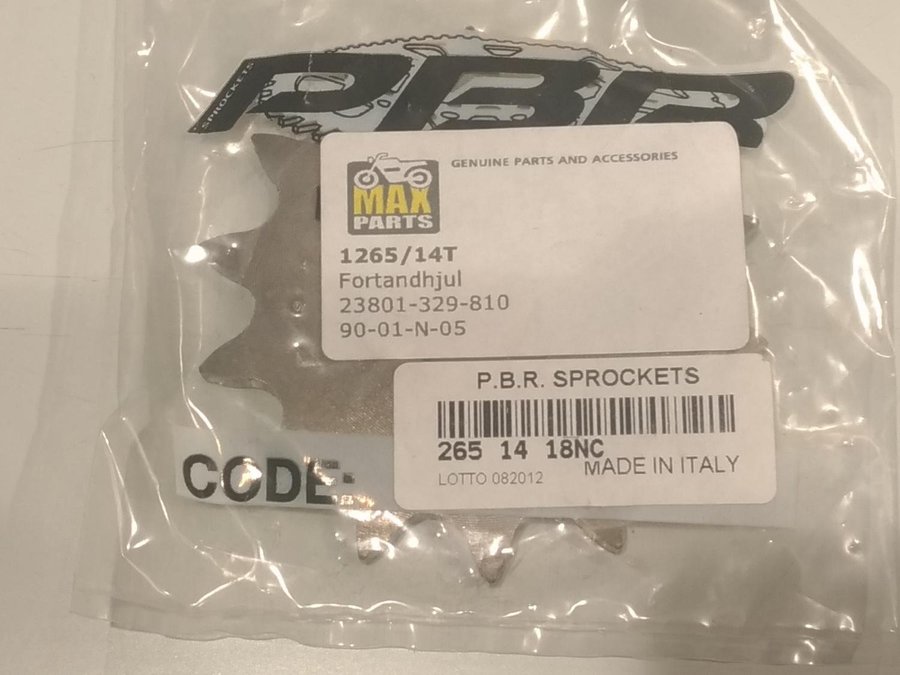 SPROCKETS
PBR
GENUINE PARTS AND ACCESSORIES
MAX
PARTS
1265/14T
Fortandhjul
23801-329-810
90-01-N-05
P.B.R. SPROCKETS
265 14 18NC
MADE IN ITALY
LOTTO 082012
CODE: